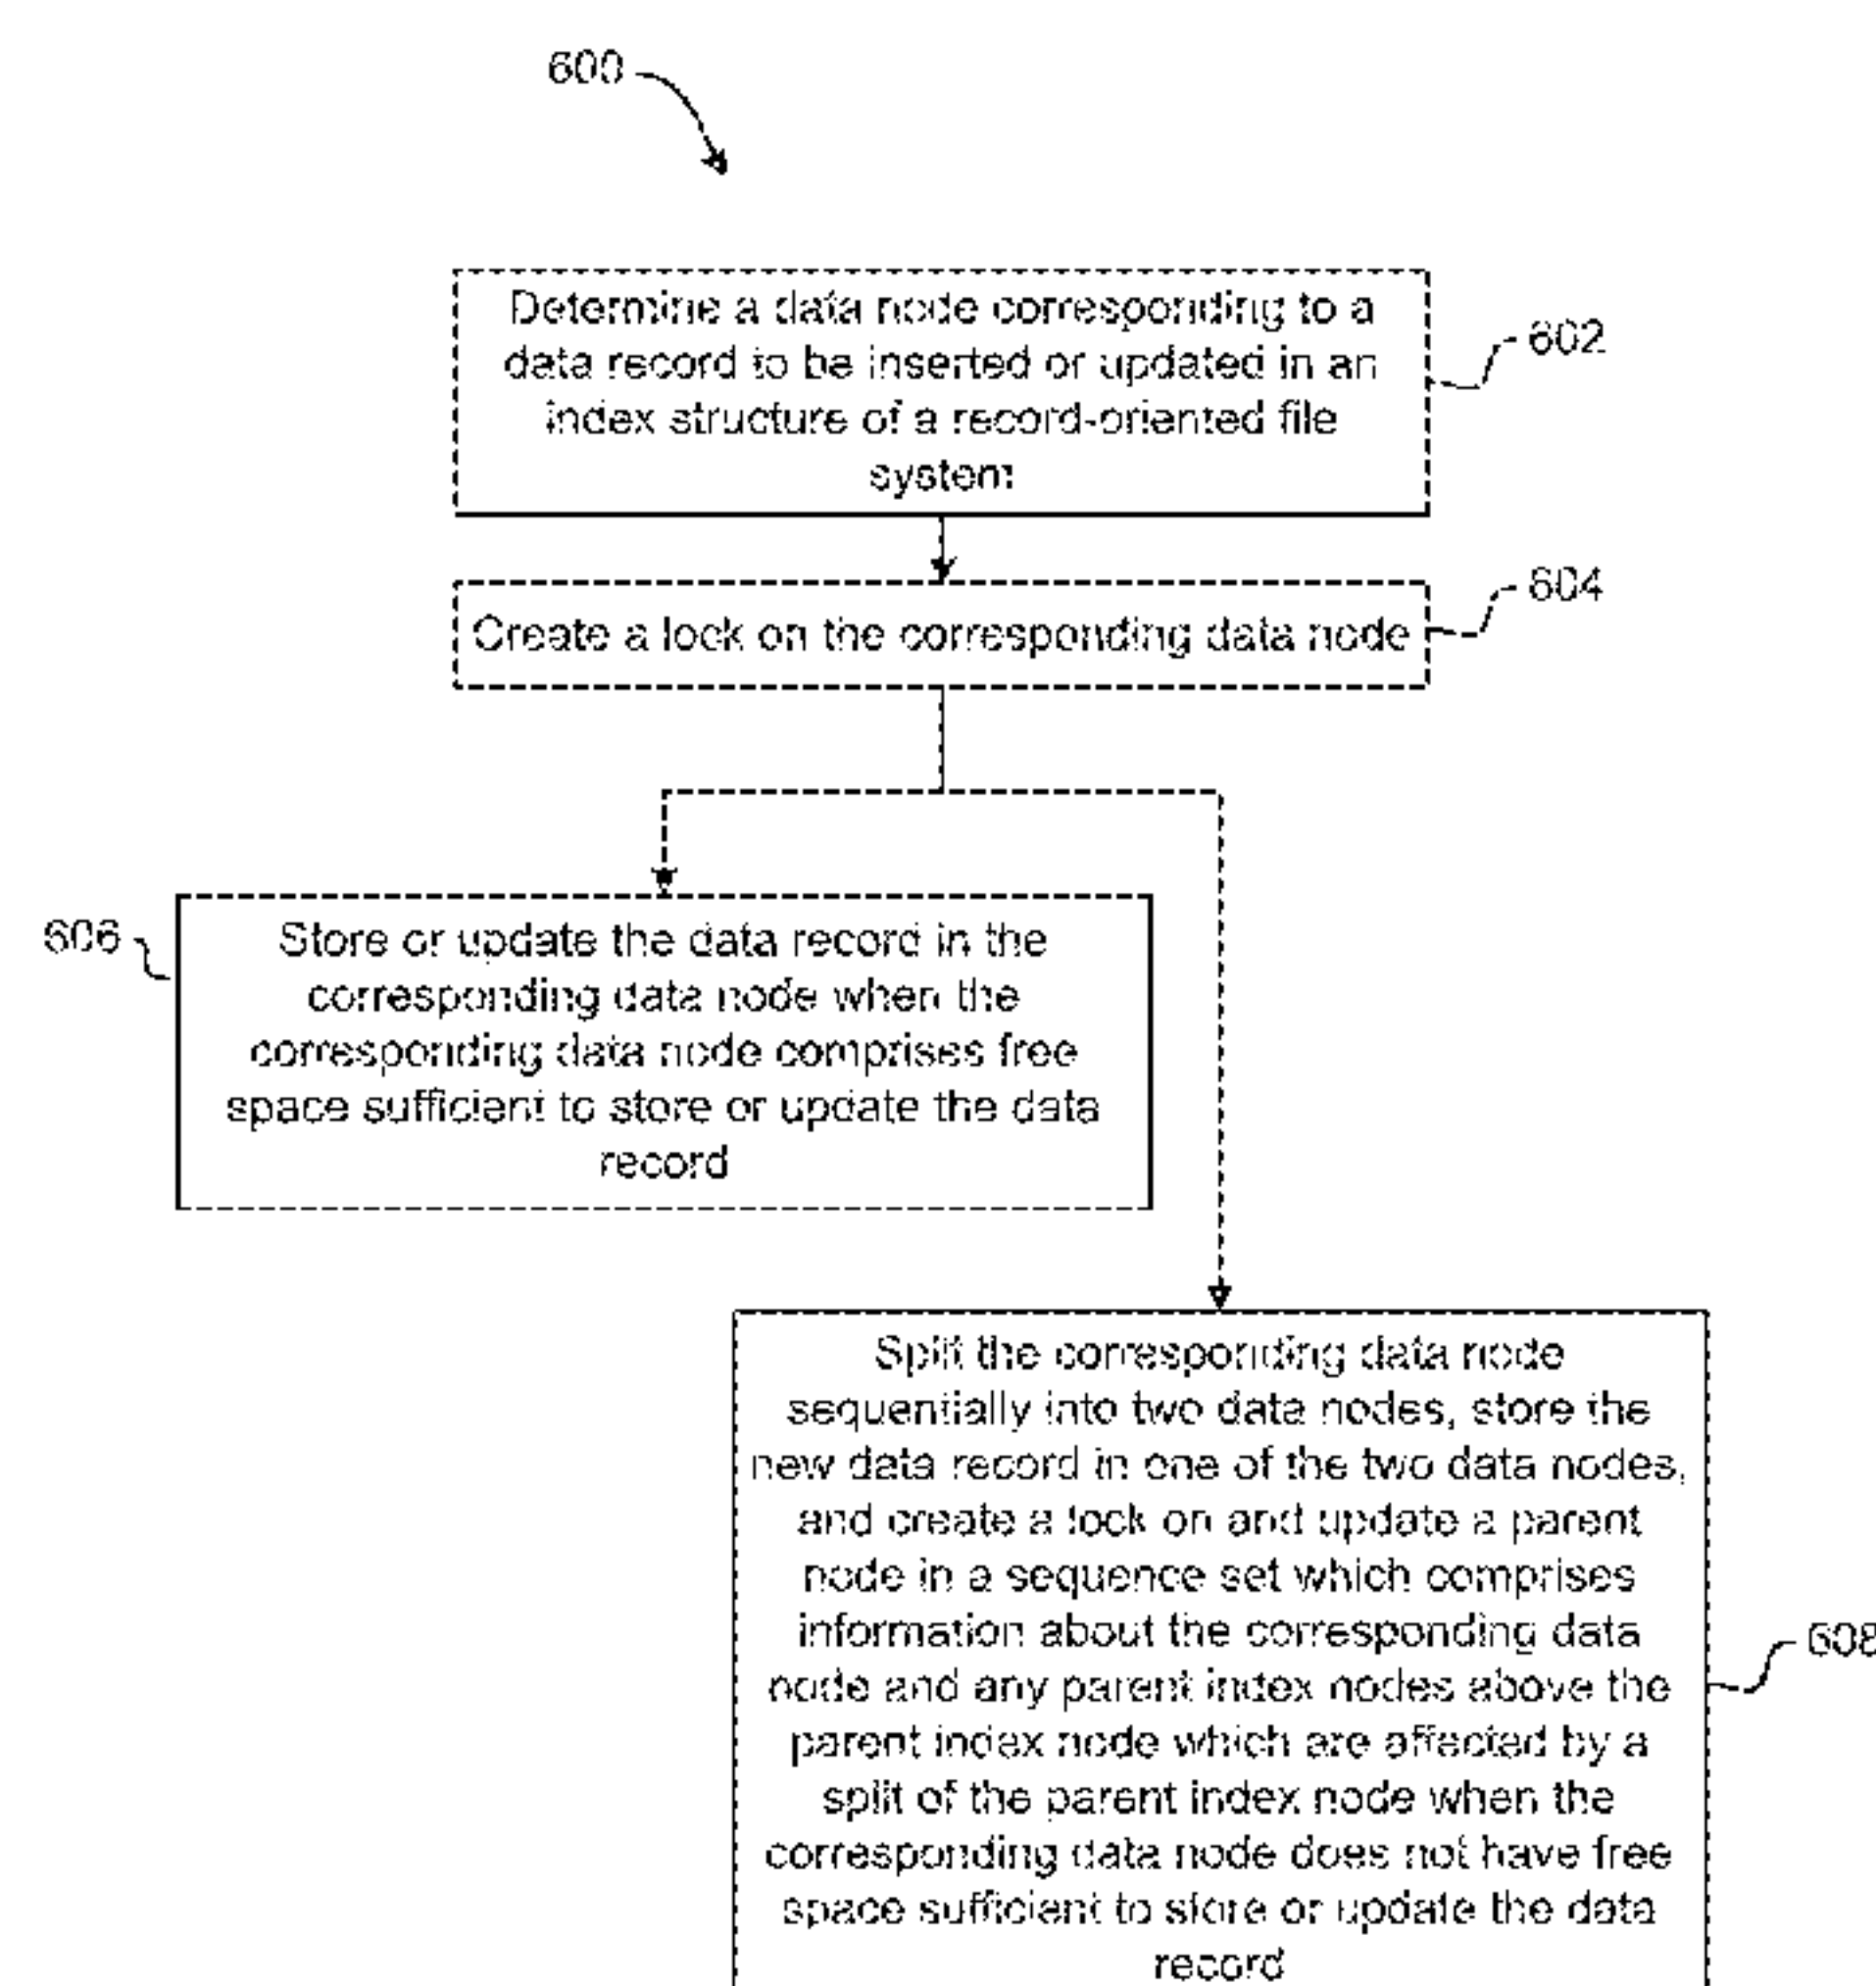 600
Determine a data node corresponding to a
data record to be inserted or updated in an
index structure of a record-oriented file
system
602
Create a lock on the corresponding data node
604
606
Store or update the data record in the
corresponding data node when the
corresponding data node comprises free
space sufficient to store or update the data
record
Split the corresponding data node
sequentially into two data nodes, store the
new data record in one of the two data nodes,
and create a lock on and update a parent
node in a sequence set which comprises
information about the corresponding data
node and any parent index nodes above the
parent index node which are affected by a
split of the parent index node when the
corresponding data node does not have free
space sufficient to store or update the data
record
608